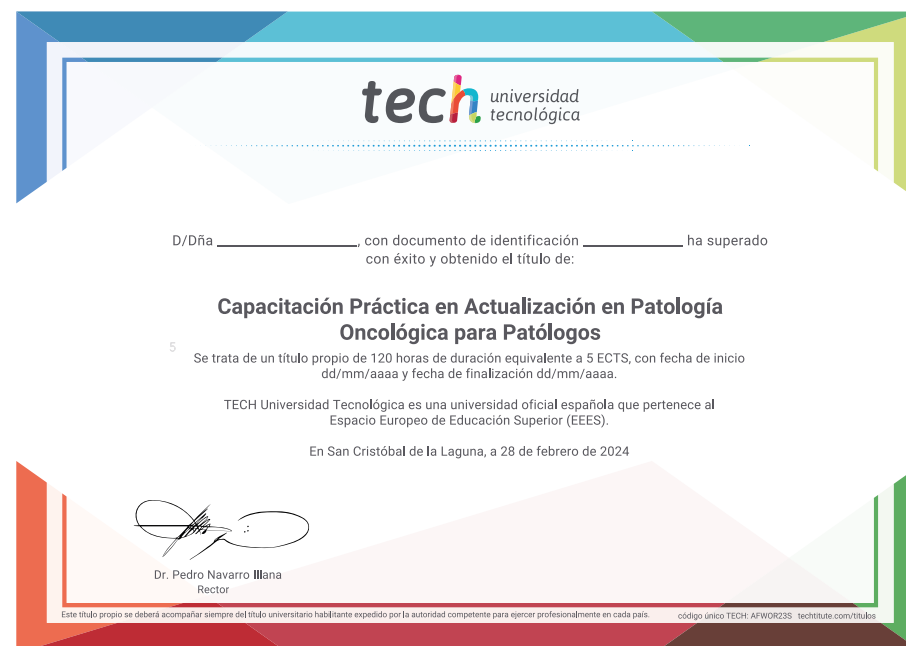 tech universidad
tecnológica
D/Dña ____________, con documento de identificación ____________ ha superado
con éxito y obtenido el título de:
Capacitación Práctica en Actualización en Patología
Oncológica para Patólogos
5
Se trata de un título propio de 120 horas de duración equivalente a 5 ECTS, con fecha de inicio
dd/mm/aaaa y fecha de finalización dd/mm/aaaa.
TECH Universidad Tecnológica es una universidad oficial española que pertenece al
Espacio Europeo de Educación Superior (EEES).
En San Cristóbal de la Laguna, a 28 de febrero de 2024
Dr. Pedro Navarro Illana
Rector
Este título propio se deberá acompañar siempre del título universitario habilitante expedido por la autoridad competente para ejercer profesionalmente en cada país.
código único TECH: AFWOR23S techtitute.com/titulos